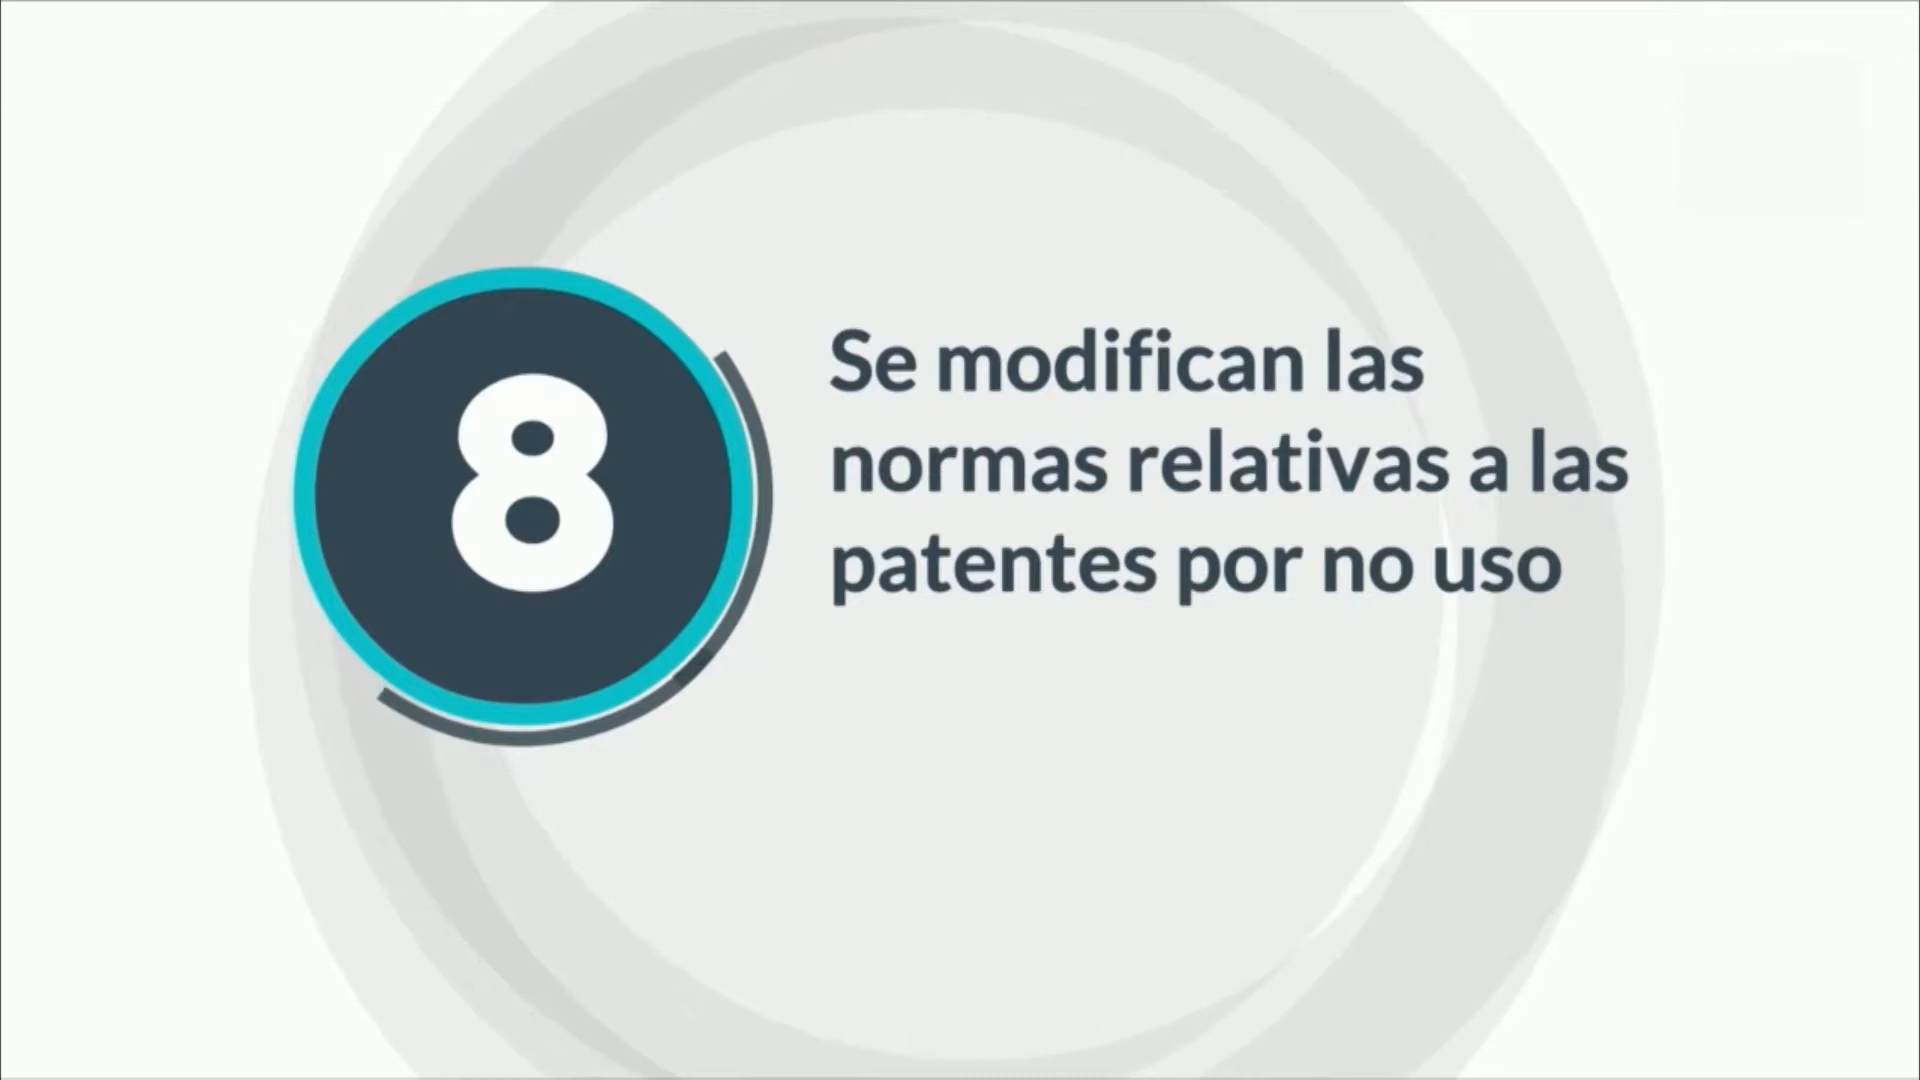 8
Se modifican las
normas relativas a las
patentes por no uso